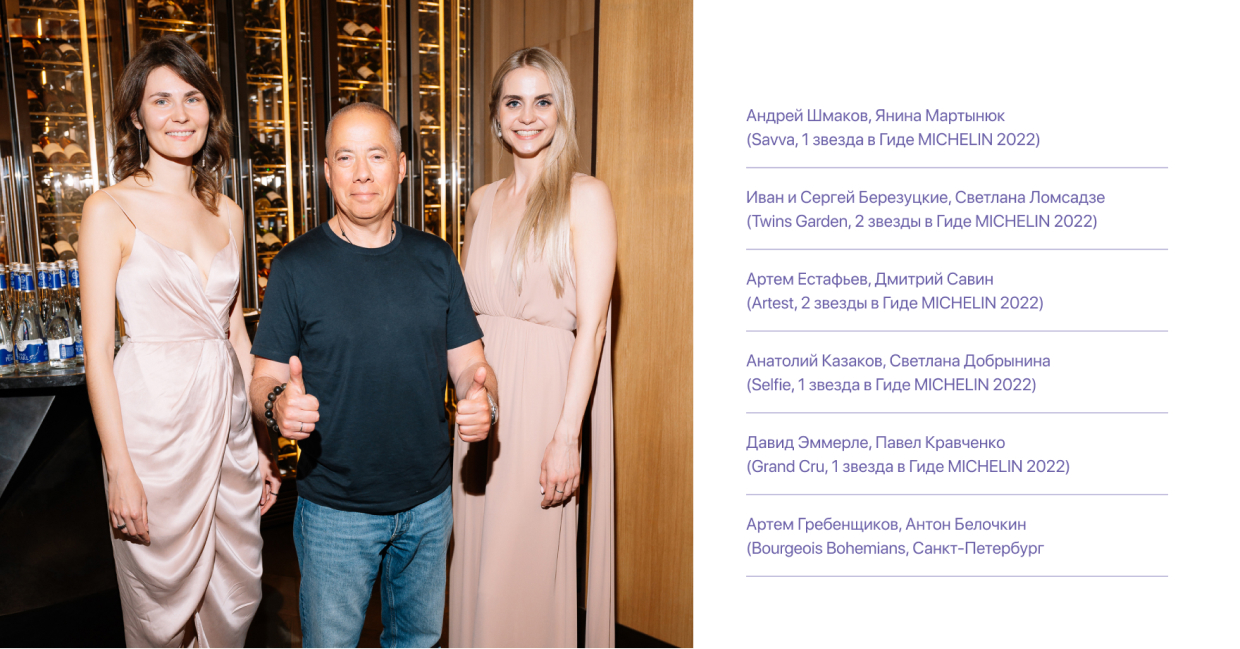 Андрей Шмаков, Янина Мартынюк
(Savva, 1 звезда в Гиде MICHELIN 2022)
Иван и Сергей Березуцкие, Светлана Ломсадзе
(Twins Garden, 2 звезды в Гиде MICHELIN 2022)
Артем Естафьев, Дмитрий Савин
(Artest, 2 звезды в Гиде MICHELIN 2022)
Анатолий Казаков, Светлана Добрынина
(Selfie, 1 звезда в Гиде MICHELIN 2022)
Давид Эммерле, Павел Кравченко
(Grand Cru, 1 звезда в Гиде MICHELIN 2022)
Артем Гребенщиков, Антон Белочкин
(Bourgeois Bohemians, Санкт-Петербург